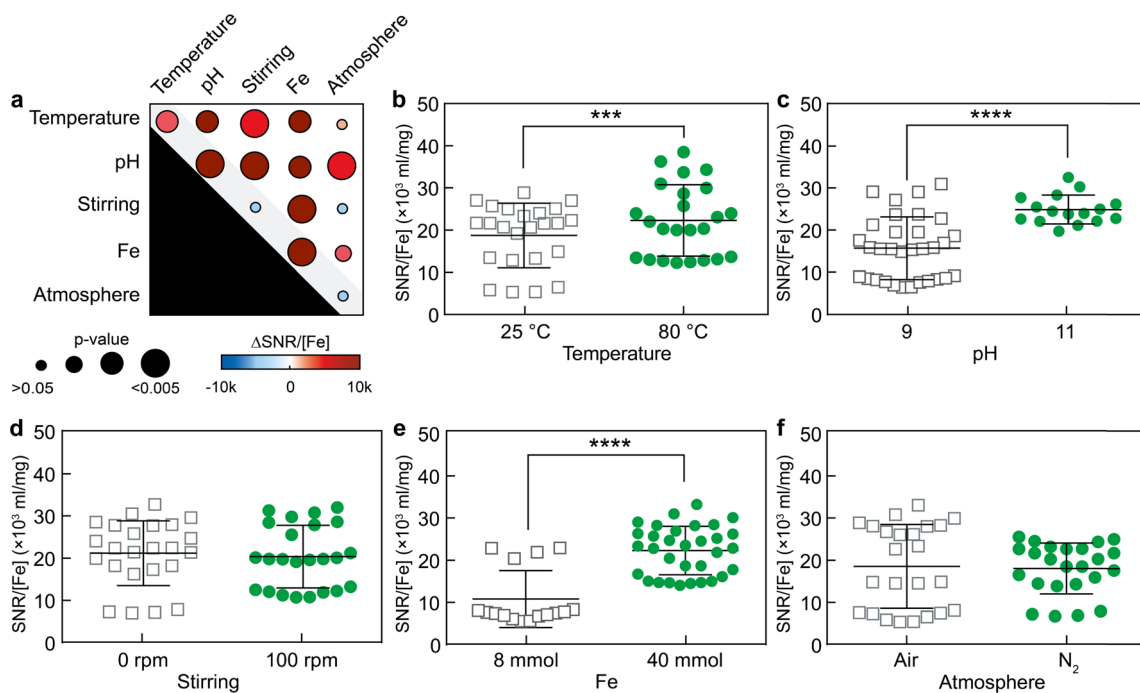 a
Temperature
pH
Stirring
Fe
Atmosphere
Temperature
pH
Stirring
Fe
Atmosphere
p-value
>0.05
<0.005
ΔSNR/[Fe]
-10k
0
10k
b
SNR/[Fe] (×10³ ml/mg)
50
40
30
20
10
0
***
25 °C
80 °C
Temperature
c
SNR/[Fe] (×10³ ml/mg)
50
40
30
20
10
0
****
9
11
pH
d
SNR/[Fe] (×10³ ml/mg)
50
40
30
20
10
0
0 rpm
100 rpm
Stirring
e
SNR/[Fe] (×10³ ml/mg)
50
40
30
20
10
0
****
8 mmol
40 mmol
Fe
f
SNR/[Fe] (×10³ ml/mg)
50
40
30
20
10
0
Air
N₂
Atmosphere